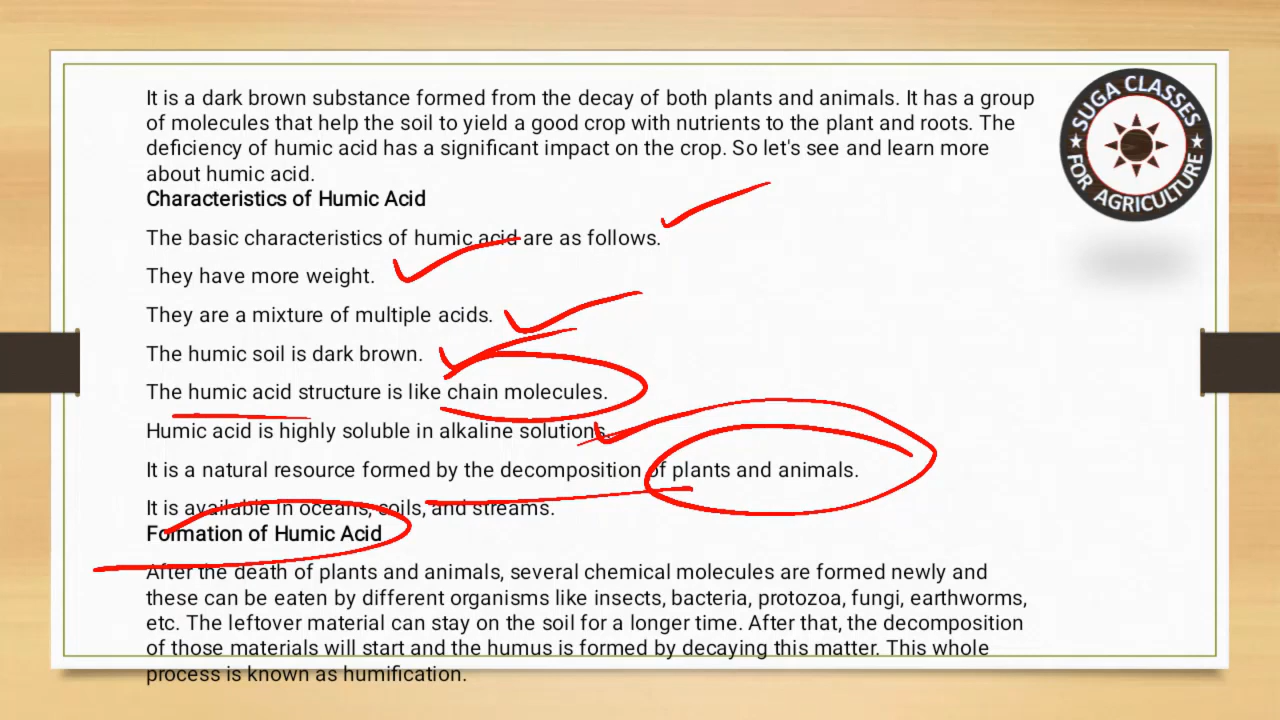 It is a dark brown substance formed from the decay of both plants and animals. It has a group
of molecules that help the soil to yield a good crop with nutrients to the plant and roots. The
deficiency of humic acid has a significant impact on the crop. So let's see and learn more
about humic acid.
Characteristics of Humic Acid
The basic characteristics of humic acid are as follows.
They have more weight.
They are a mixture of multiple acids.
The humic soil is dark brown.
The humic acid structure is like chain molecules.
Humic acid is highly soluble in alkaline solutions.
It is a natural resource formed by the decomposition of plants and animals.
It is available in oceans, soils, and streams.
Formation of Humic Acid
After the death of plants and animals, several chemical molecules are formed newly and
these can be eaten by different organisms like insects, bacteria, protozoa, fungi, earthworms,
etc. The leftover material can stay on the soil for a longer time. After that, the decomposition
of those materials will start and the humus is formed by decaying this matter. This whole
process is known as humification.
SUGA CLASSES
FOR AGRICULTURE